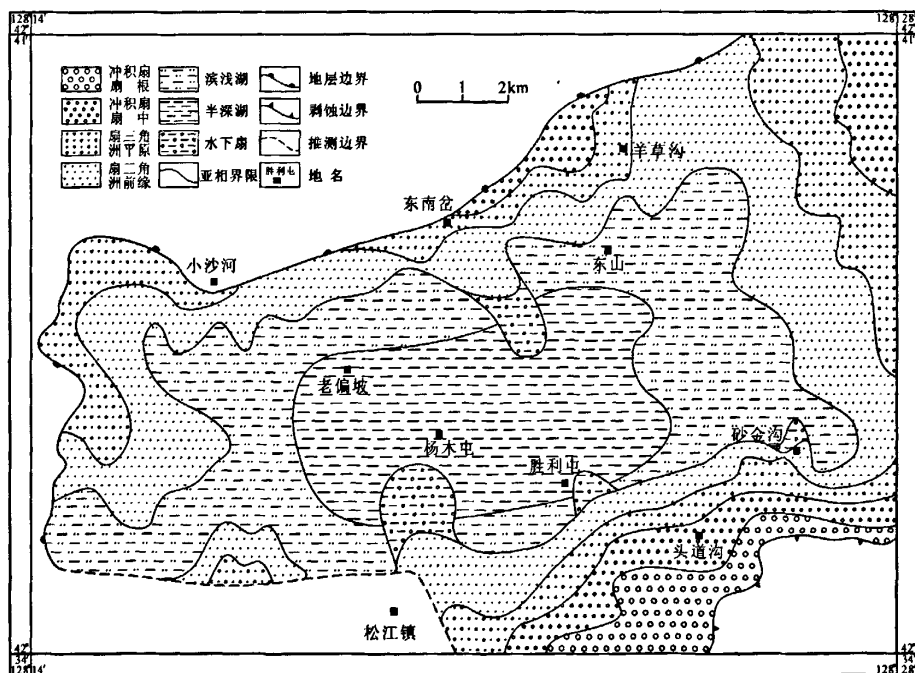 128°14′
128°28′
42°
41′
42°
41′
冲积扇
扇 根
滨浅湖
地层边界
冲积扇
扇 中
半深湖
剥蚀边界
扇三角
洲平原
水下扇
推测边界
扇三角
洲前缘
亚相界限
胜利屯
地 名
0 1 2km
羊草沟
东南岔
小沙河
东山
老偏坡
杨木屯
砂金沟
胜利屯
头道沟
松江镇
42°
34′
42°
34′
128°14′
128°28′